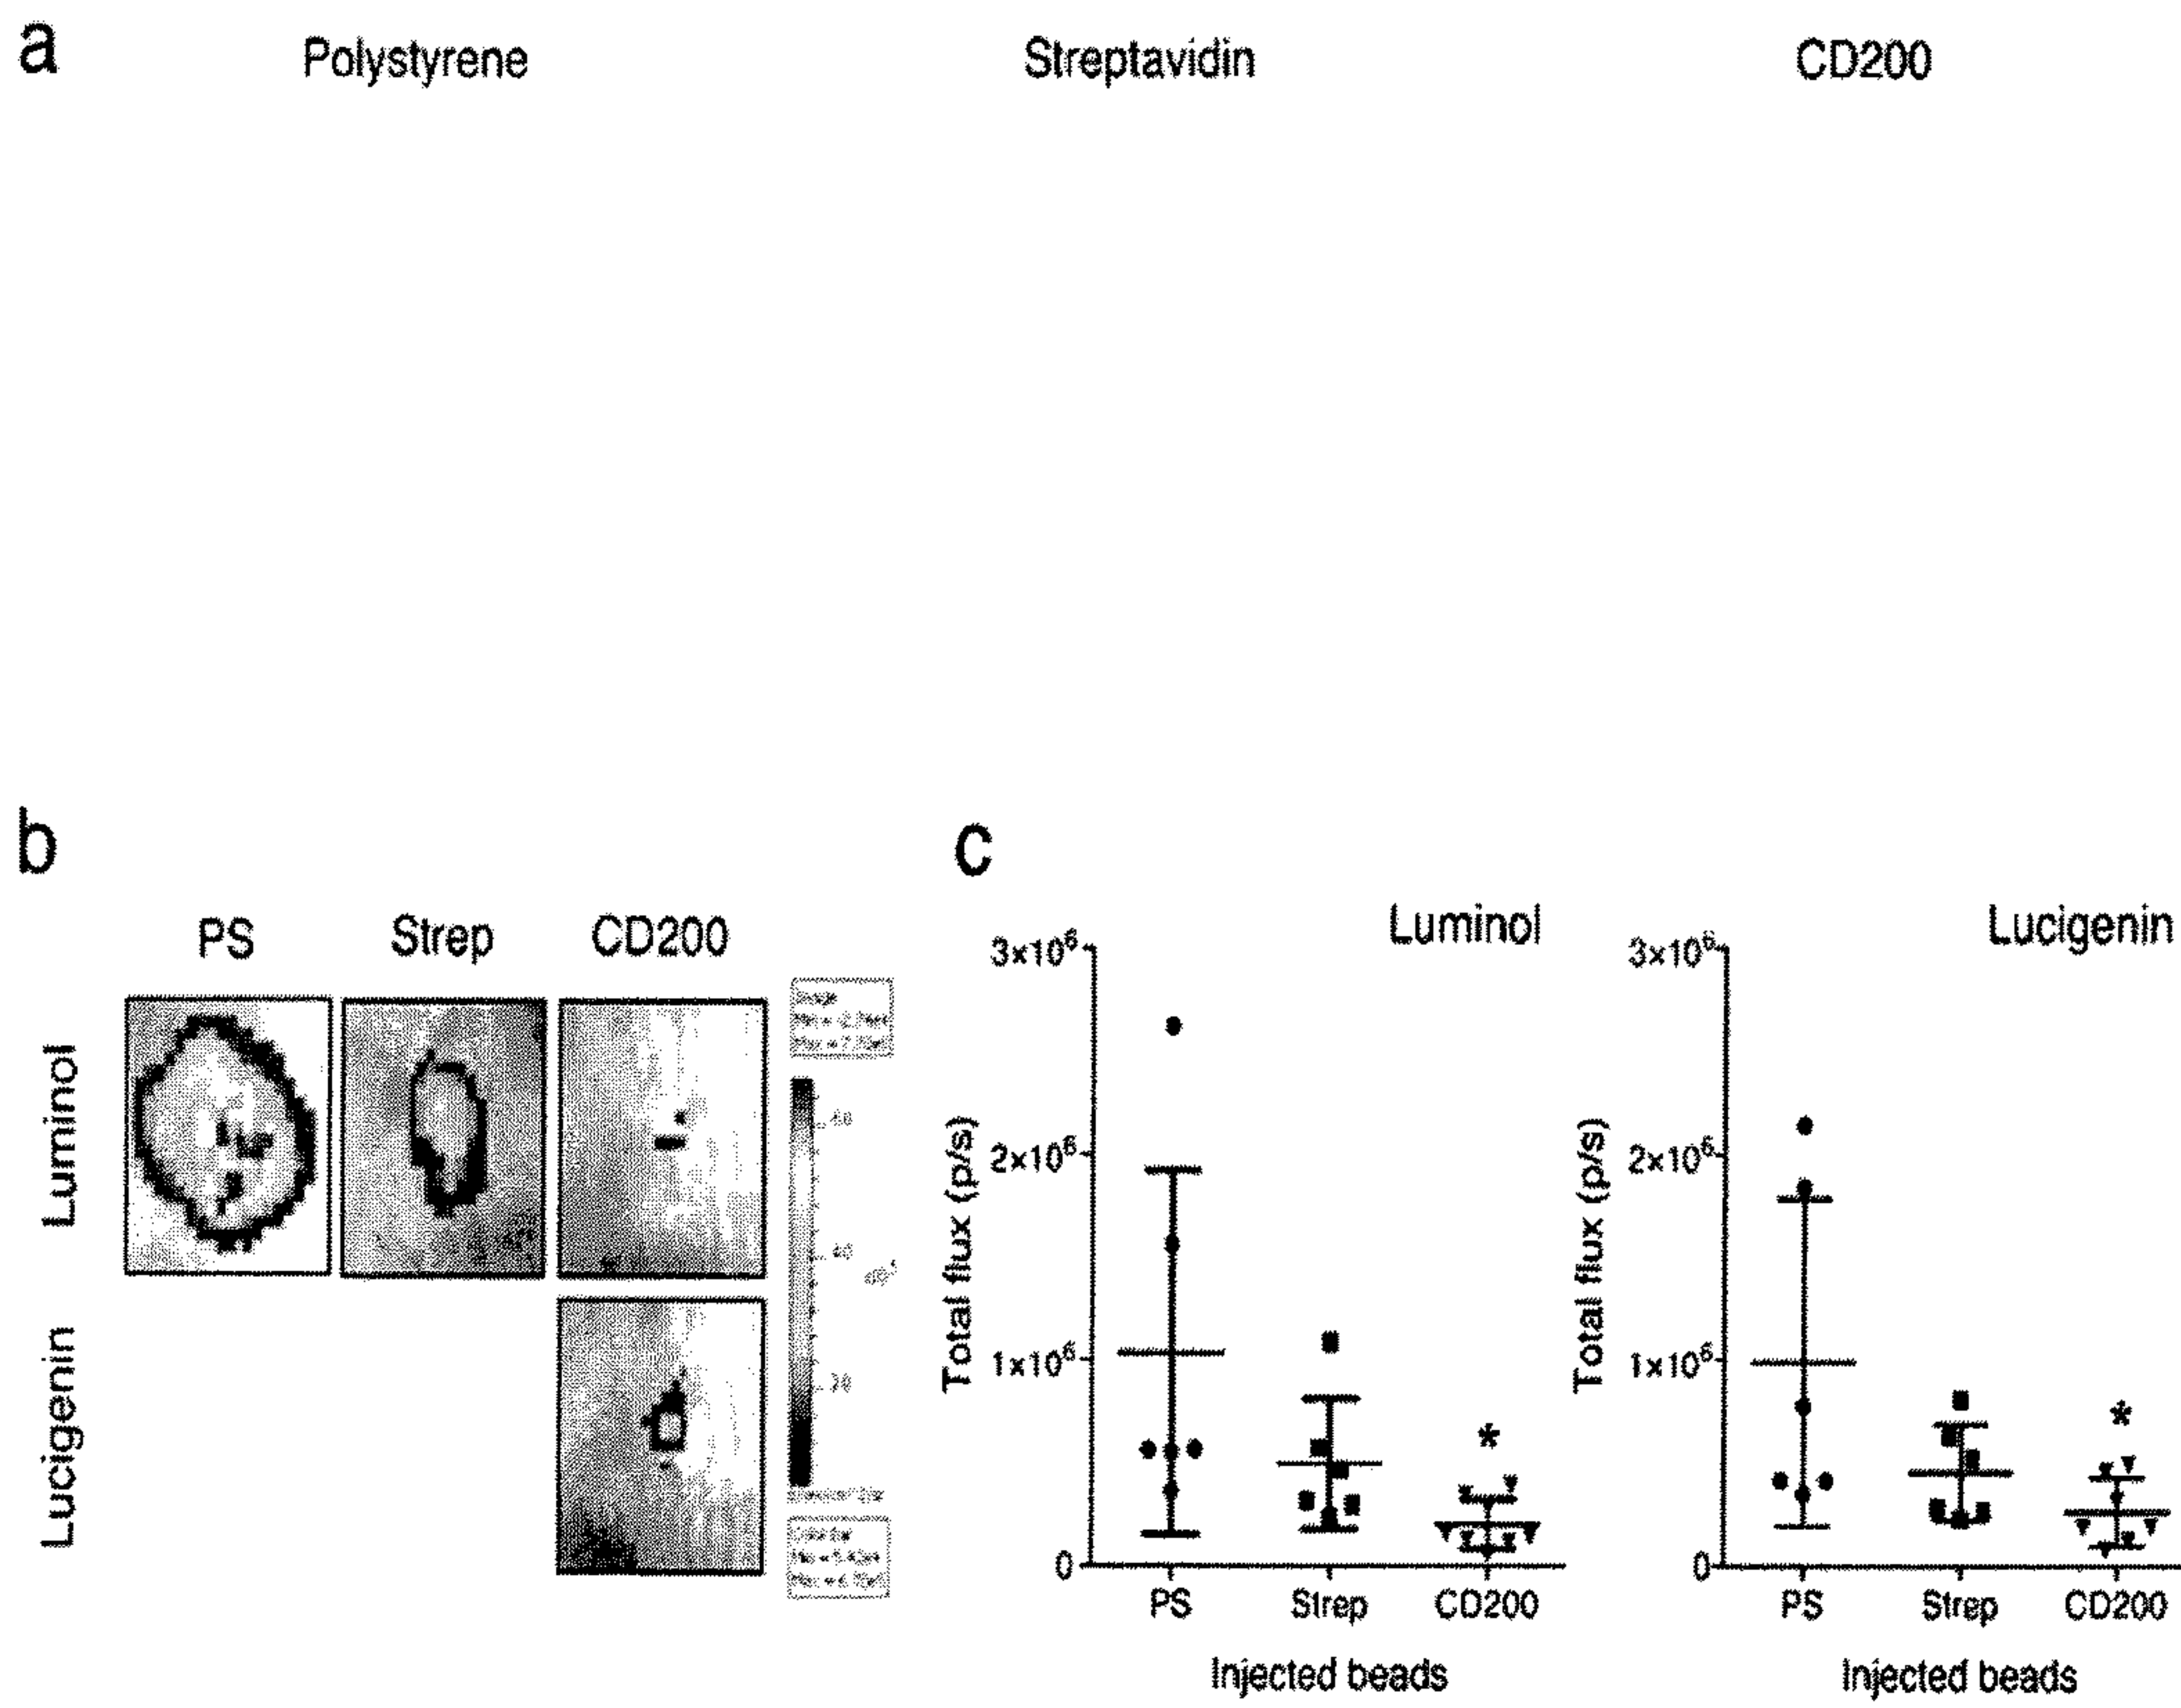 a
Polystyrene Streptavidin CD200
b
PS Strep CD200
Luminol
Lucigenin
c
Luminol
3×10⁶
2×10⁶
1×10⁶
0
Total flux (p/s)
PS Strep CD200
Injected beads
*
Lucigenin
3×10⁶
2×10⁶
1×10⁶
0
Total flux (p/s)
PS Strep CD200
Injected beads
*